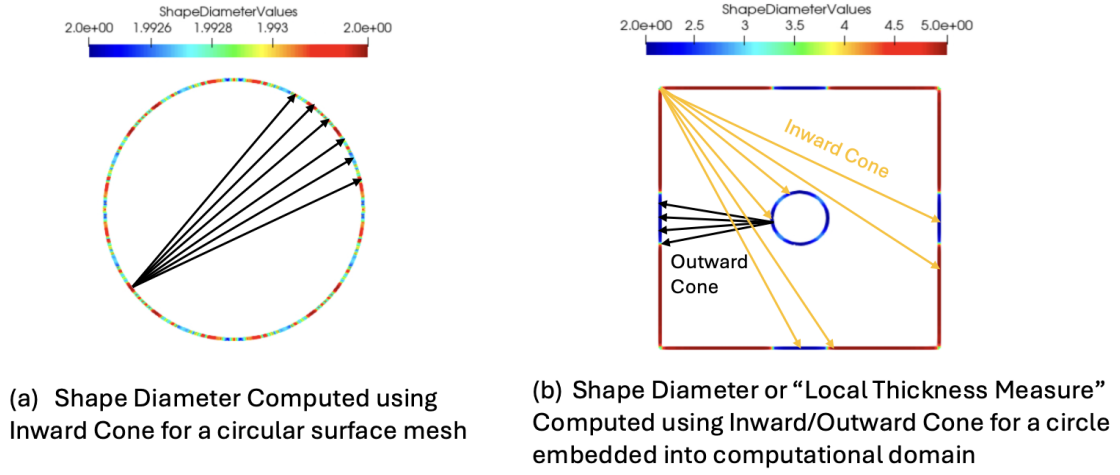 ShapeDiameterValues
2.0e+00 1.9926 1.9928 1.993 2.0e+00
ShapeDiameterValues
2.0e+00 2.5 3 3.5 4 4.5 5.0e+00
Inward Cone
Outward
Cone
(a) Shape Diameter Computed using
Inward Cone for a circular surface mesh
(b) Shape Diameter or “Local Thickness Measure”
Computed using Inward/Outward Cone for a circle
embedded into computational domain